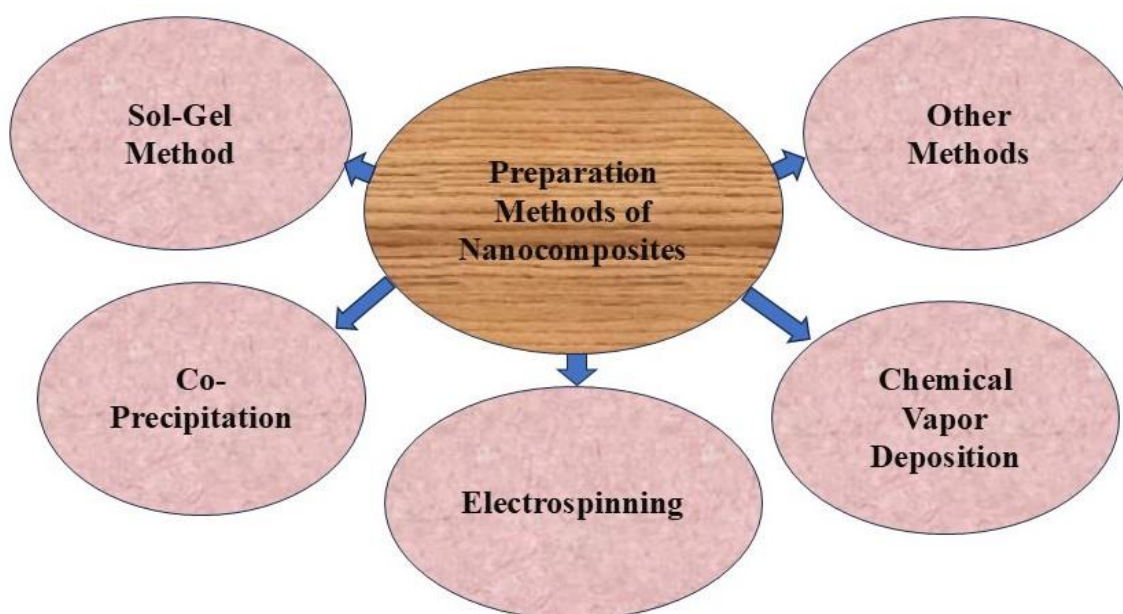 Sol-Gel
Method
Preparation
Methods of
Nanocomposites
Other
Methods
Co-
Precipitation
Electrospinning
Chemical
Vapor
Deposition